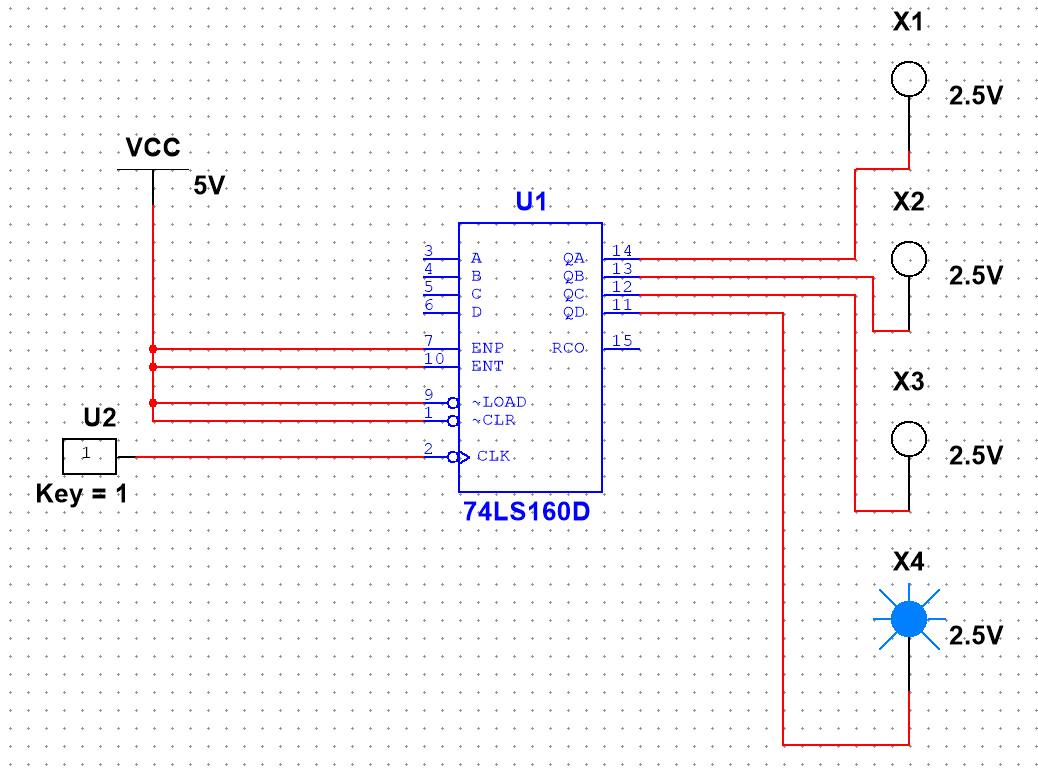 X1
2.5V
VCC
5V
X2
2.5V
U1
3 A QA 14
4 B QB 13
5 C QC 12
6 D QD 11
7 ENP RCO 15
10 ENT
9 ~LOAD
1 ~CLR
2 CLK
74LS160D
U2
1
Key = 1
X3
2.5V
X4
2.5V